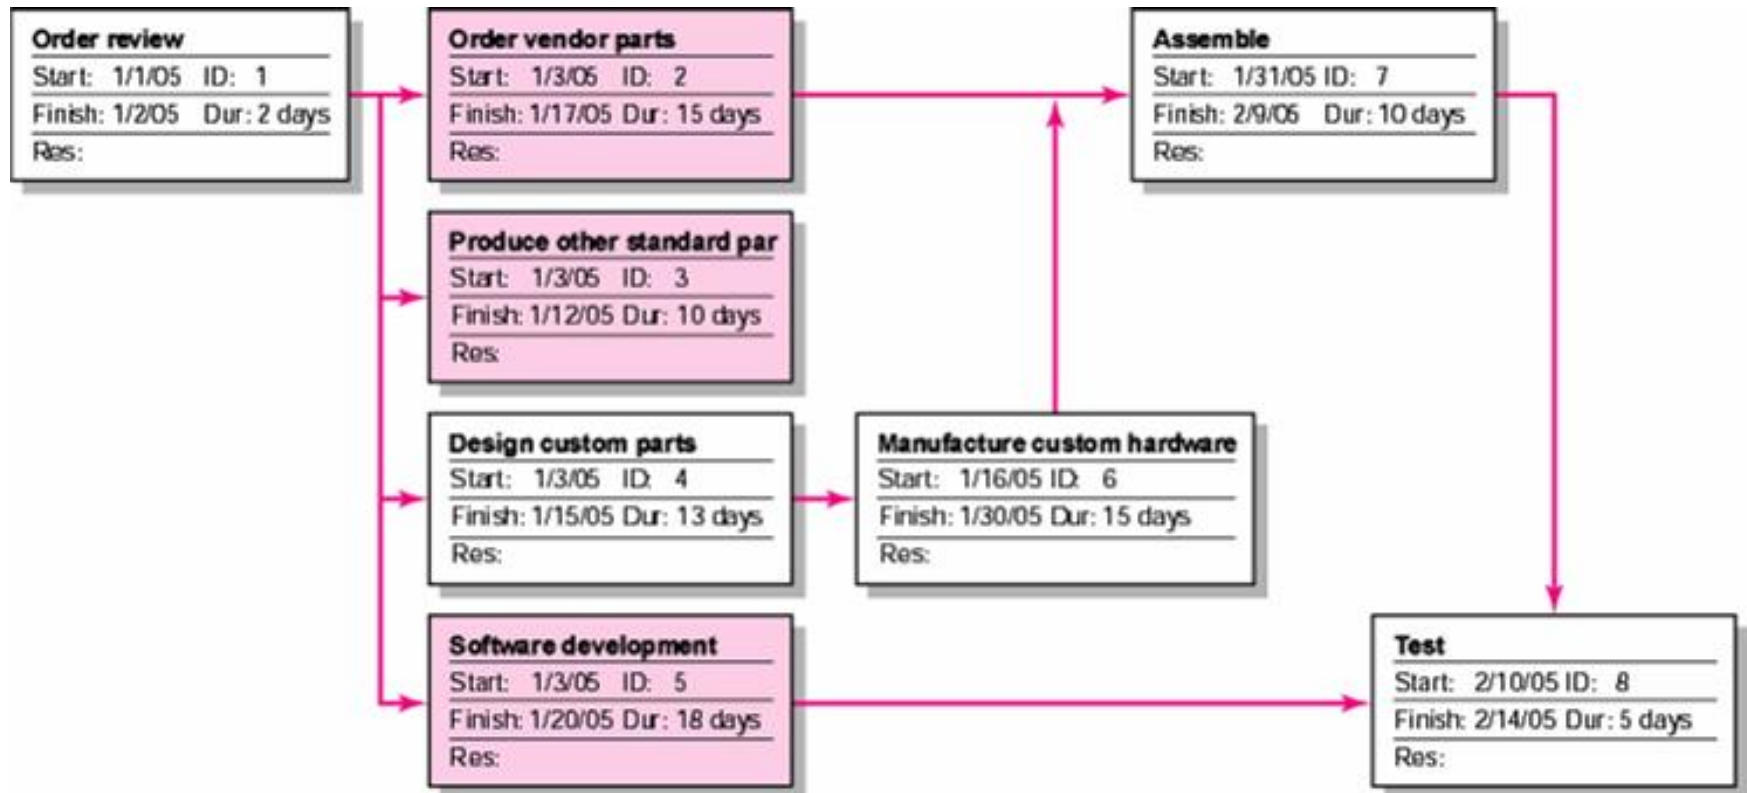 Order review
Start: 1/1/05 ID: 1
Finish: 1/2/05 Dur: 2 days
Res:
Order vendor parts
Start: 1/3/05 ID: 2
Finish: 1/17/05 Dur: 15 days
Res:
Assemble
Start: 1/31/05 ID: 7
Finish: 2/9/05 Dur: 10 days
Res:
Produce other standard par
Start: 1/3/05 ID: 3
Finish: 1/12/05 Dur: 10 days
Res:
Design custom parts
Start: 1/3/05 ID: 4
Finish: 1/15/05 Dur: 13 days
Res:
Manufacture custom hardware
Start: 1/16/05 ID: 6
Finish: 1/30/05 Dur: 15 days
Res:
Software development
Start: 1/3/05 ID: 5
Finish: 1/20/05 Dur: 18 days
Res:
Test
Start: 2/10/05 ID: 8
Finish: 2/14/05 Dur: 5 days
Res: